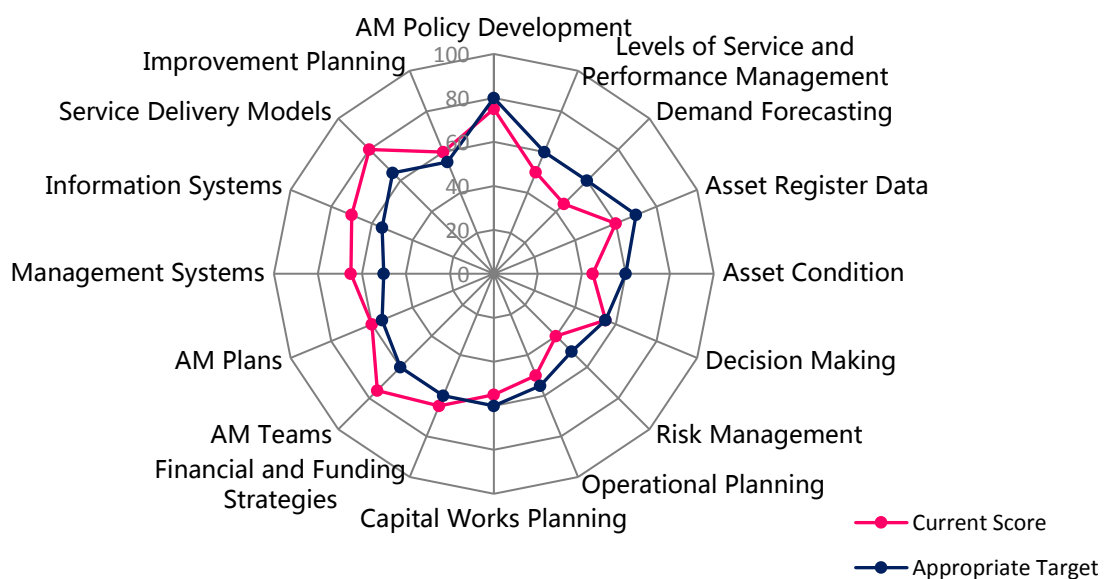 AM Policy Development
Levels of Service and
Performance Management
Demand Forecasting
Asset Register Data
Asset Condition
Decision Making
Risk Management
Operational Planning
Capital Works Planning
Financial and Funding
Strategies
AM Teams
AM Plans
Management Systems
Information Systems
Service Delivery Models
Improvement Planning
100
80
60
40
20
0
Current Score
Appropriate Target